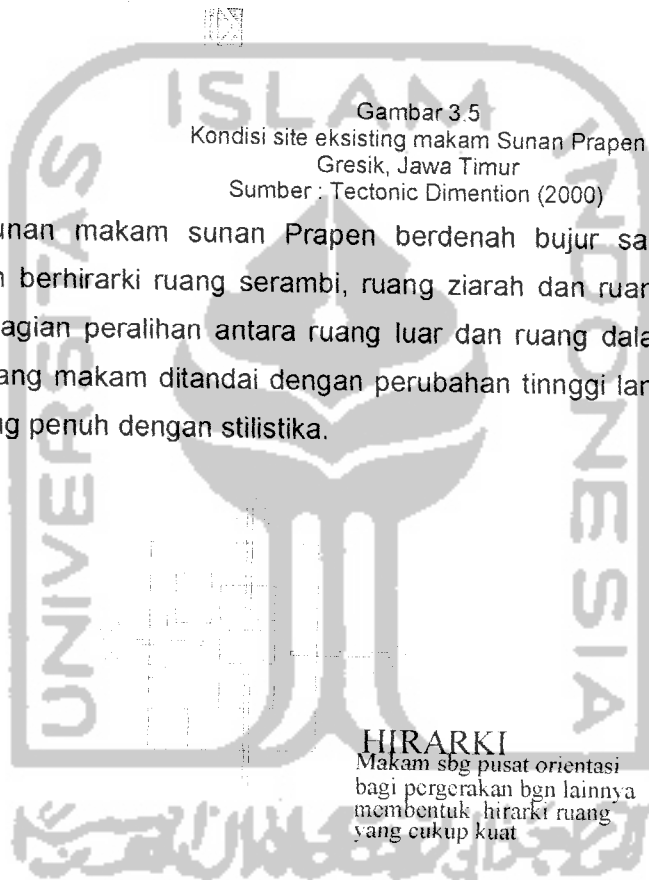 ISLAM
UNIVERSITAS
INDONESIA
Gambar 3.5
Kondisi site eksisting makam Sunan Prapen
Gresik, Jawa Timur
Sumber : Tectonic Dimention (2000)
unan makam sunan Prapen berdenah bujur sa
berhirarki ruang serambi, ruang ziarah dan ruan
agian peralihan antara ruang luar dan ruang dala
ang makam ditandai dengan perubahan tinnggi lan
g penuh dengan stilistika.
HIRARKI
Makam sbg pusat orientasi
bagi pergerakan bgn lainnya
membentuk hirarki ruang
yang cukup kuat